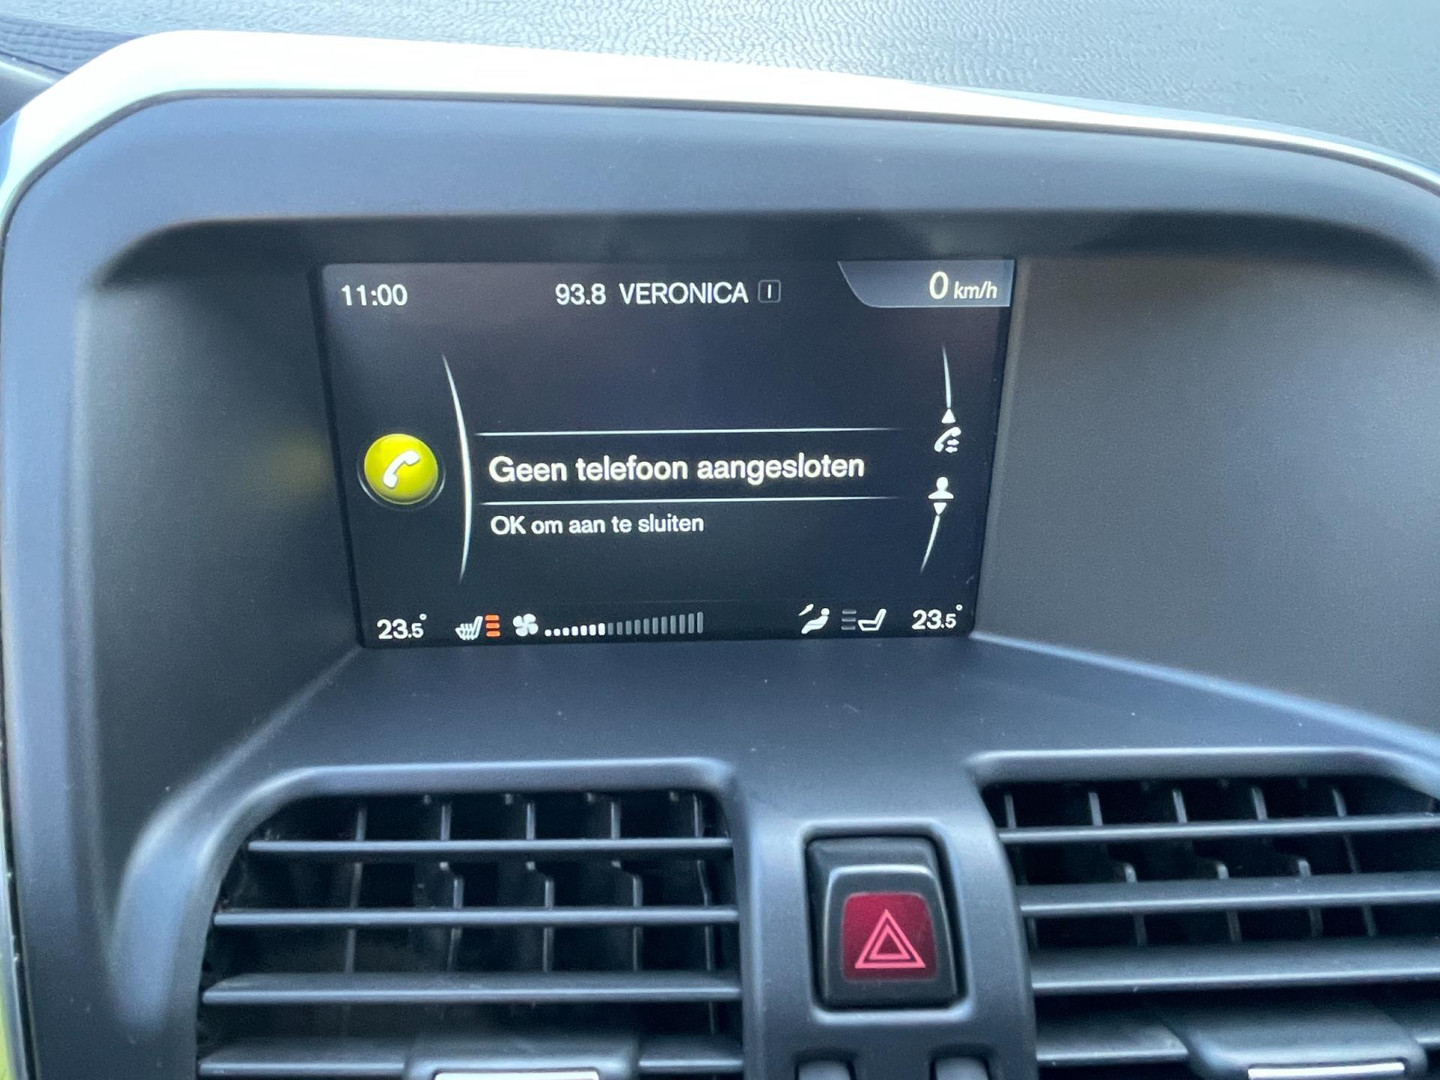 11:00 93.8 VERONICA I 0 km/h
Geen telefoon aangesloten
OK om aan te sluiten
23.5° 23.5°